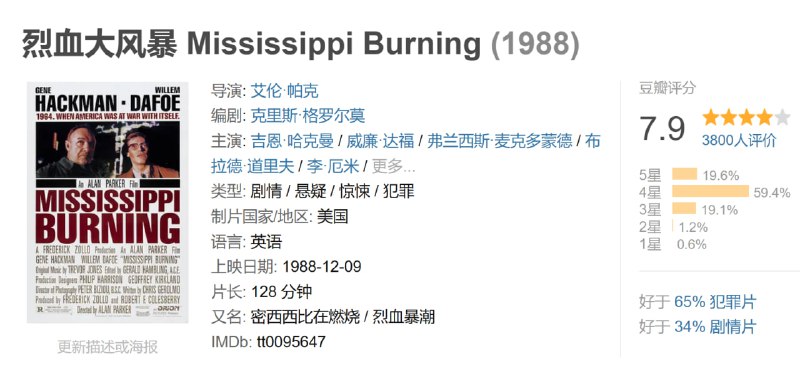 烈血大风暴 Mississippi Burning (1988)
GENE WILLEM
HACKMAN · DAFOE
1964. WHEN AMERICA WAS AT WAR WITH ITSELF.
An ALAN PARKER Film
MISSISSIPPI
BURNING
A FREDERICK ZOLLO Production An ALAN PARKER Film
GENE HACKMAN WILLEM DAFOE "MISSISSIPPI BURNING"
Original Music by TREVOR JONES Edited by GERALD HAMBLING, A.C.E.
Production Designers PHILIP HARRISON GEOFFREY KIRKLAND
Director of Photography PETER BIZIOU, B.S.C. Written by CHRIS GEROLMO
Produced by FREDERICK ZOLLO and ROBERT F. COLESBERRY
Directed by ALAN PARKER
R
ORION
更新描述或海报
导演: 艾伦·帕克
编剧: 克里斯·格罗尔莫
主演: 吉恩·哈克曼 / 威廉·达福 / 弗兰西斯·麦克多蒙德 / 布
拉德·道里夫 / 李·厄米 / 更多...
类型: 剧情 / 悬疑 / 惊悚 / 犯罪
制片国家/地区: 美国
语言: 英语
上映日期: 1988-12-09
片长: 128 分钟
又名: 密西西比在燃烧 / 烈血暴潮
IMDb: tt0095647
豆瓣评分
7.9
3800人评价
5星 19.6%
4星 59.4%
3星 19.1%
2星 1.2%
1星 0.6%
好于 65% 犯罪片
好于 34% 剧情片